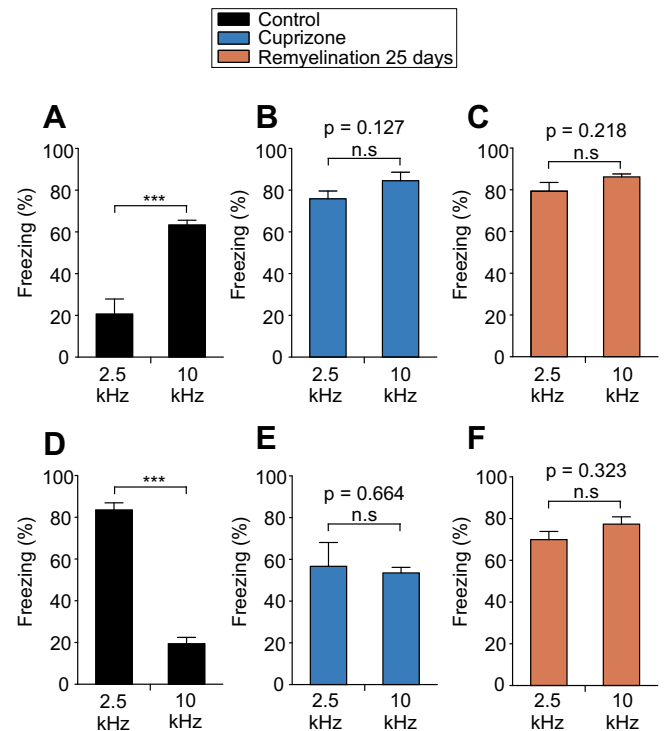 Control
Cuprizone
Remyelination 25 days
A
B
C
p = 0.127
p = 0.218
n.s
n.s
***
Freezing (%)
100
80
60
40
20
0
2.5 kHz
10 kHz
Freezing (%)
100
80
60
40
20
0
2.5 kHz
10 kHz
Freezing (%)
100
80
60
40
20
0
2.5 kHz
10 kHz
D
E
F
p = 0.664
p = 0.323
***
n.s
n.s
Freezing (%)
100
80
60
40
20
0
2.5 kHz
10 kHz
Freezing (%)
100
80
60
40
20
0
2.5 kHz
10 kHz
Freezing (%)
100
80
60
40
20
0
2.5 kHz
10 kHz